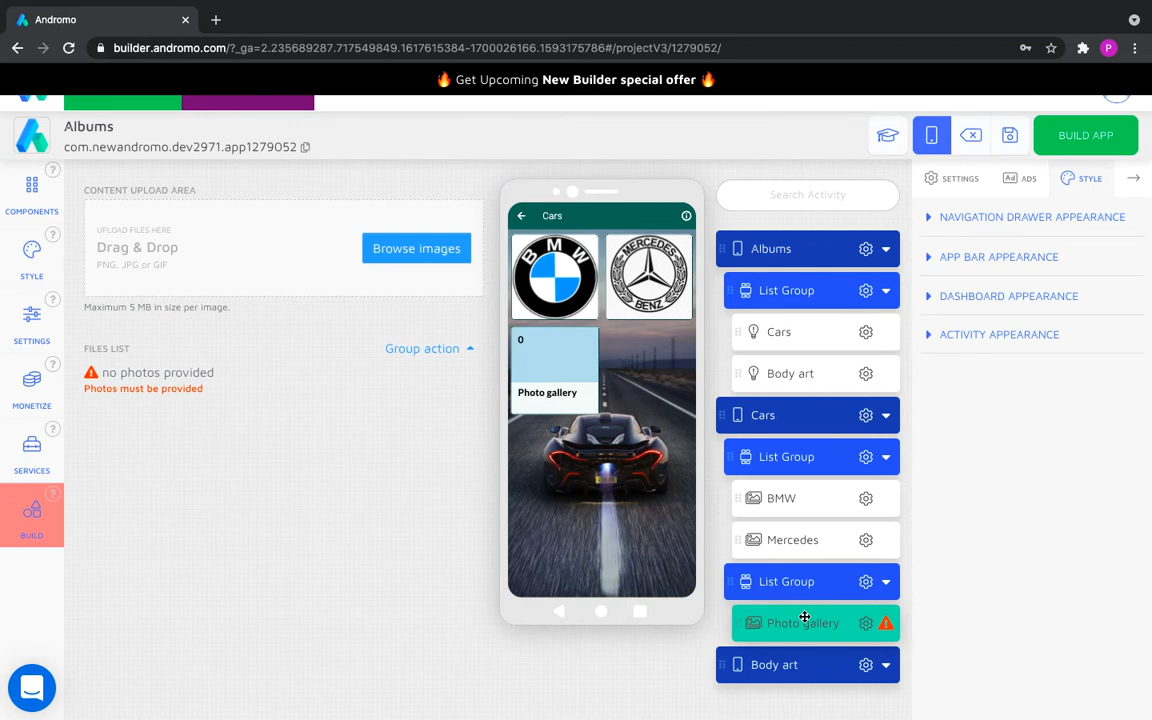 Andromo
builder.andromo.com/?_ga=2.235689287.717549849.1617615384-1700026166.1593175786#/projectV3/1279052/
P
🔥 Get Upcoming New Builder special offer 🔥
Albums
com.newandromo.dev2971.app1279052
BUILD APP
COMPONENTS
STYLE
SETTINGS
MONETIZE
SERVICES
BUILD
?
?
?
?
?
?
CONTENT UPLOAD AREA
UPLOAD FILES HERE
Drag & Drop
PNG, JPG or GIF
Browse images
Maximum 5 MB in size per image.
FILES LIST
Group action
no photos provided
Photos must be provided
Cars
BMW
MERCEDES
BENZ
0
Photo gallery
Search Activity
Albums
List Group
Cars
Body art
Cars
List Group
BMW
Mercedes
List Group
Photo gallery
Body art
SETTINGS
Ad ADS
STYLE
NAVIGATION DRAWER APPEARANCE
APP BAR APPEARANCE
DASHBOARD APPEARANCE
ACTIVITY APPEARANCE